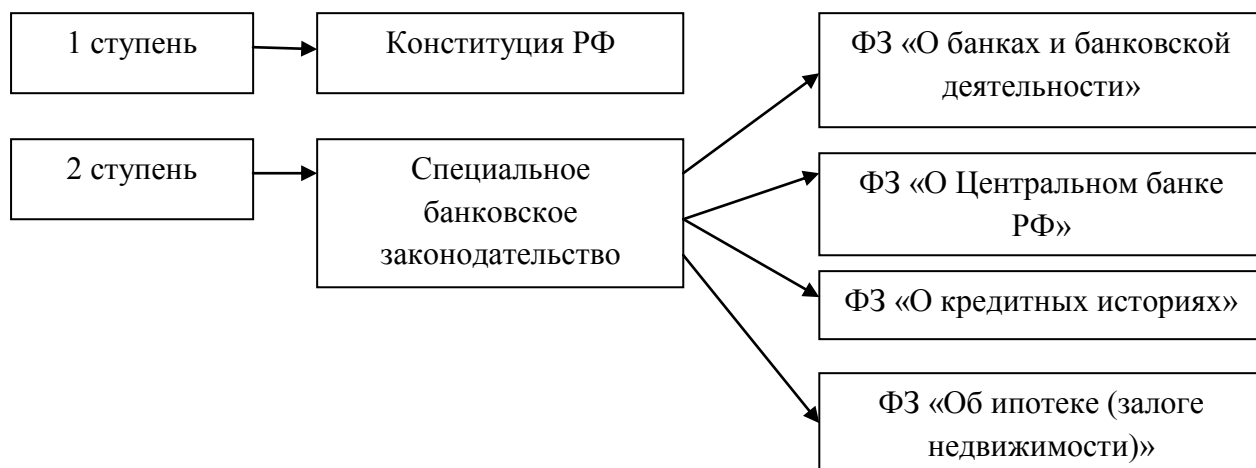 1 ступень
Конституция РФ
ФЗ «О банках и банковской
деятельности»
2 ступень
Специальное
банковское
законодательство
ФЗ «О Центральном банке
РФ»
ФЗ «О кредитных историях»
ФЗ «Об ипотеке (залоге
недвижимости)»